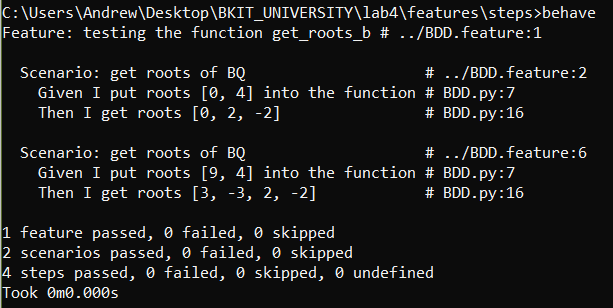 C:\Users\Andrew\Desktop\BKIT_UNIVERSITY\lab4\features\steps>behave
Feature: testing the function get_roots_b # ../BDD.feature:1
  Scenario: get roots of BQ                   # ../BDD.feature:2
    Given I put roots [0, 4] into the function # BDD.py:7
    Then I get roots [0, 2, -2]               # BDD.py:16
  Scenario: get roots of BQ                   # ../BDD.feature:6
    Given I put roots [9, 4] into the function # BDD.py:7
    Then I get roots [3, -3, 2, -2]           # BDD.py:16
1 feature passed, 0 failed, 0 skipped
2 scenarios passed, 0 failed, 0 skipped
4 steps passed, 0 failed, 0 skipped, 0 undefined
Took 0m0.000s